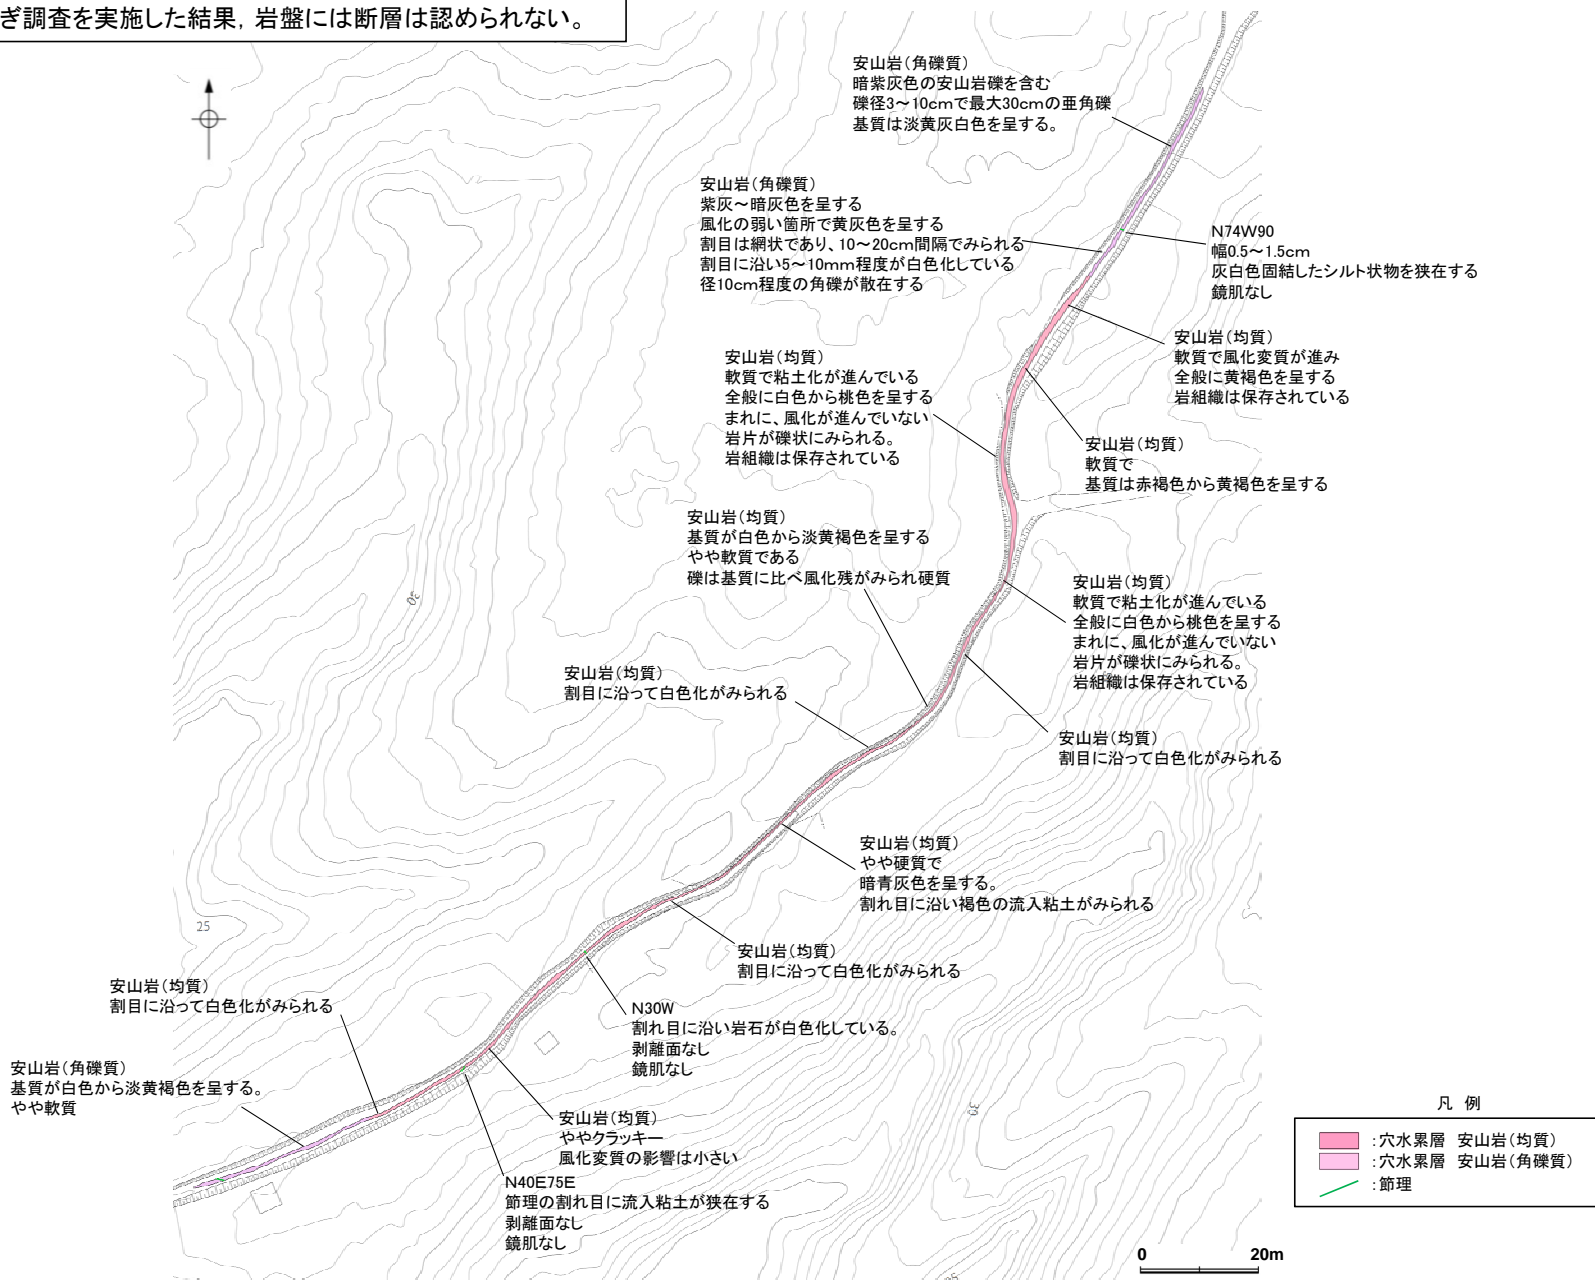 ぎ調査を実施した結果，岩盤には断層は認められない。
安山岩（角礫質）
暗紫灰色の安山岩礫を含む
礫径3～10cmで最大30cmの亜角礫
基質は淡黄灰白色を呈する。
安山岩（角礫質）
紫灰～暗灰色を呈する
風化の弱い箇所で黄灰色を呈する
割目は網状であり、10～20cm間隔でみられる
割目に沿い5～10mm程度が白色化している
径10cm程度の角礫が散在する
N74W90
幅0.5～1.5cm
灰白色固結したシルト状物を狭在する
鏡肌なし
安山岩（均質）
軟質で風化変質が進み
全般に黄褐色を呈する
岩組織は保存されている
安山岩（均質）
軟質で粘土化が進んでいる
全般に白色から桃色を呈する
まれに、風化が進んでいない
岩片が礫状にみられる。
岩組織は保存されている
安山岩（均質）
軟質で
基質は赤褐色から黄褐色を呈する
安山岩（均質）
基質が白色から淡黄褐色を呈する
やや軟質である
礫は基質に比べ風化残がみられ硬質
安山岩（均質）
軟質で粘土化が進んでいる
全般に白色から桃色を呈する
まれに、風化が進んでいない
岩片が礫状にみられる。
岩組織は保存されている
30
安山岩（均質）
割目に沿って白色化がみられる
安山岩（均質）
割目に沿って白色化がみられる
安山岩（均質）
やや硬質で
暗青灰色を呈する。
割れ目に沿い褐色の流入粘土がみられる
25
安山岩（均質）
割目に沿って白色化がみられる
安山岩（均質）
割目に沿って白色化がみられる
N30W
割れ目に沿い岩石が白色化している。
剥離面なし
鏡肌なし
安山岩（角礫質）
基質が白色から淡黄褐色を呈する。
やや軟質
安山岩（均質）
ややクラッキー
風化変質の影響は小さい
N40E75E
節理の割れ目に流入粘土が狭在する
剥離面なし
鏡肌なし
凡 例
：穴水累層 安山岩（均質）
：穴水累層 安山岩（角礫質）
：節理
0 20m